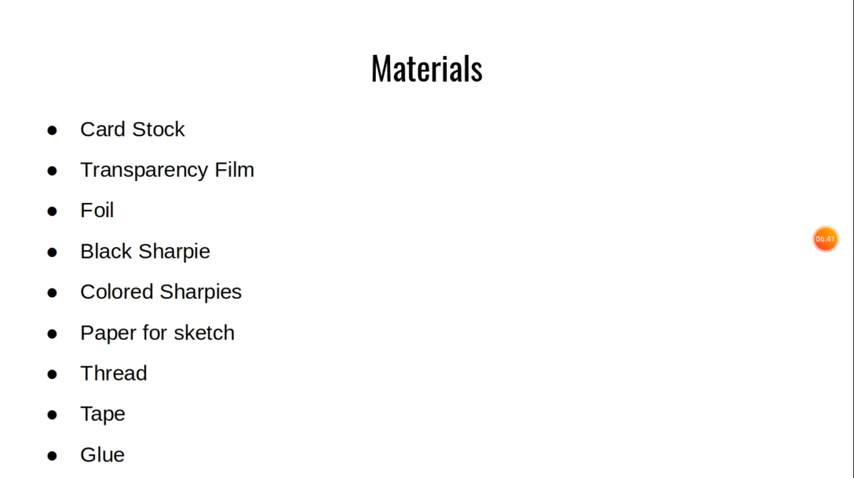 Materials
● Card Stock
● Transparency Film
● Foil
● Black Sharpie
● Colored Sharpies
● Paper for sketch
● Thread
● Tape
● Glue
06:41